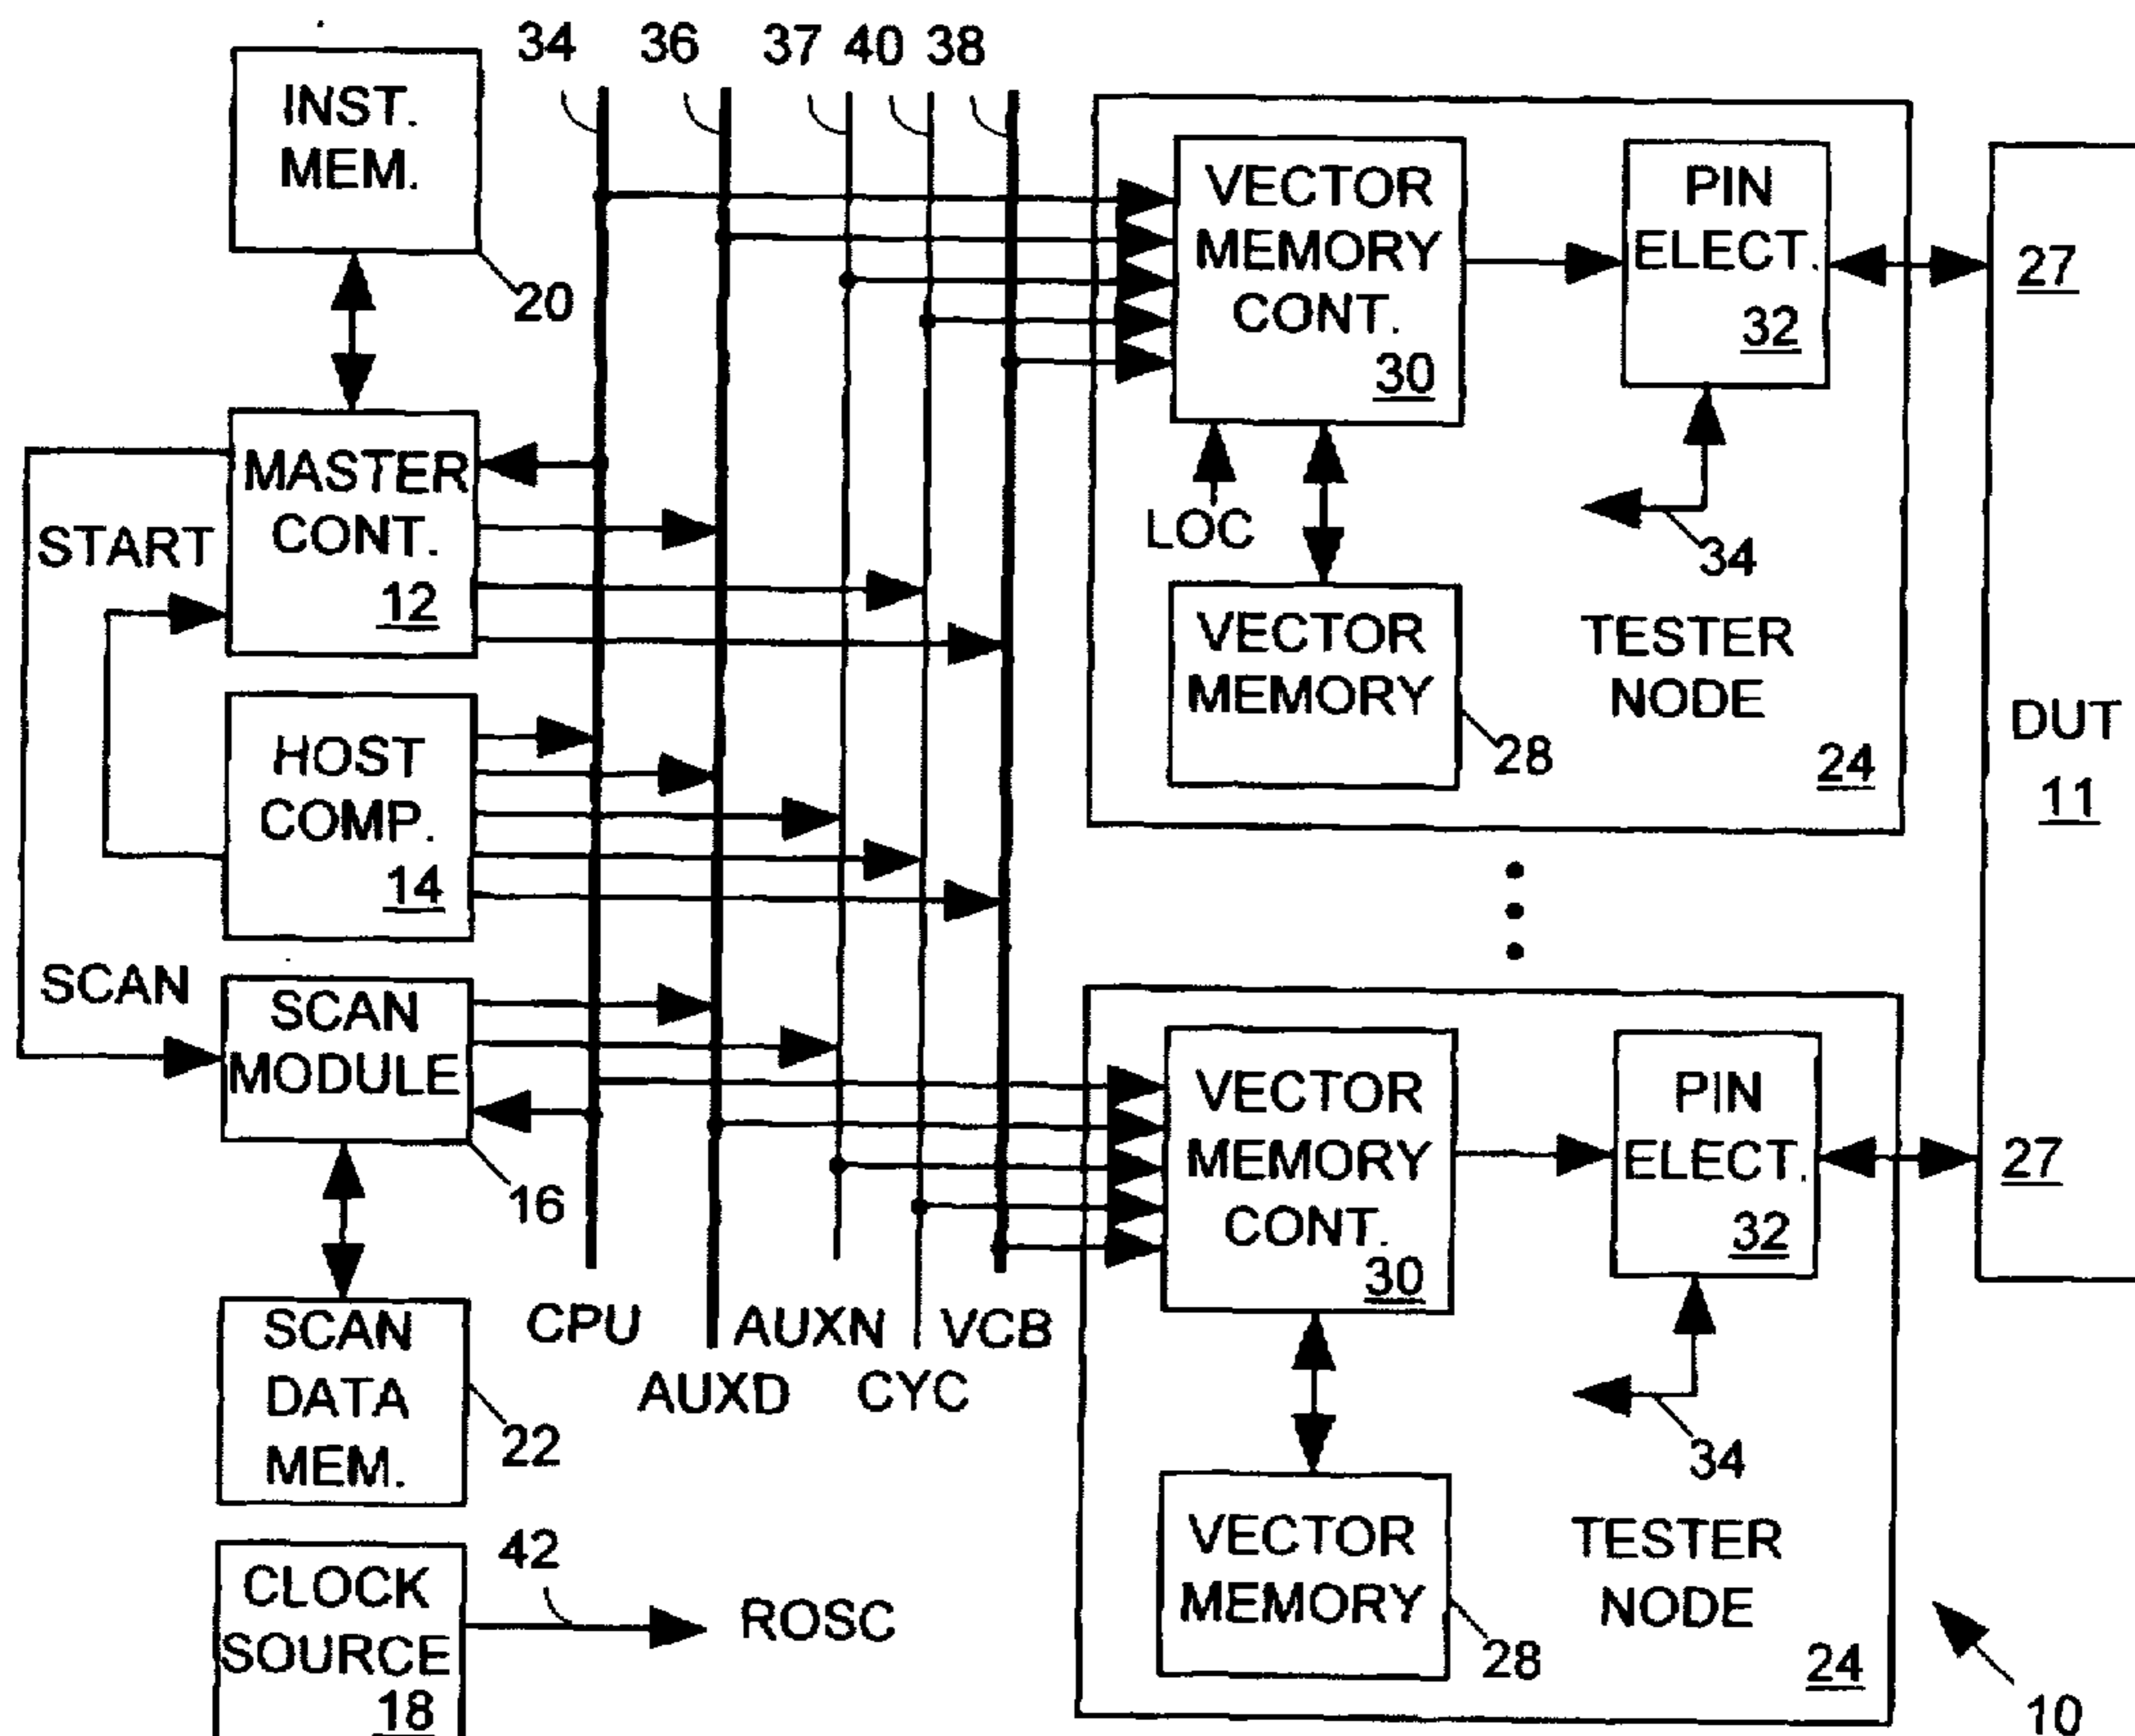 34 36 37 40 38
INST.
MEM.
20
MASTER
CONT.
12
START
HOST
COMP.
14
SCAN
SCAN
MODULE
16
SCAN
DATA
MEM.
22
CLOCK
SOURCE
18
42
ROSC
CPU
AUXD
AUXN
CYC
VCB
VECTOR
MEMORY
CONT.
30
LOC
VECTOR
MEMORY
28
PIN
ELECT.
32
34
TESTER
NODE
24
27
DUT
11
VECTOR
MEMORY
CONT.
30
VECTOR
MEMORY
28
PIN
ELECT.
32
34
TESTER
NODE
24
27
10